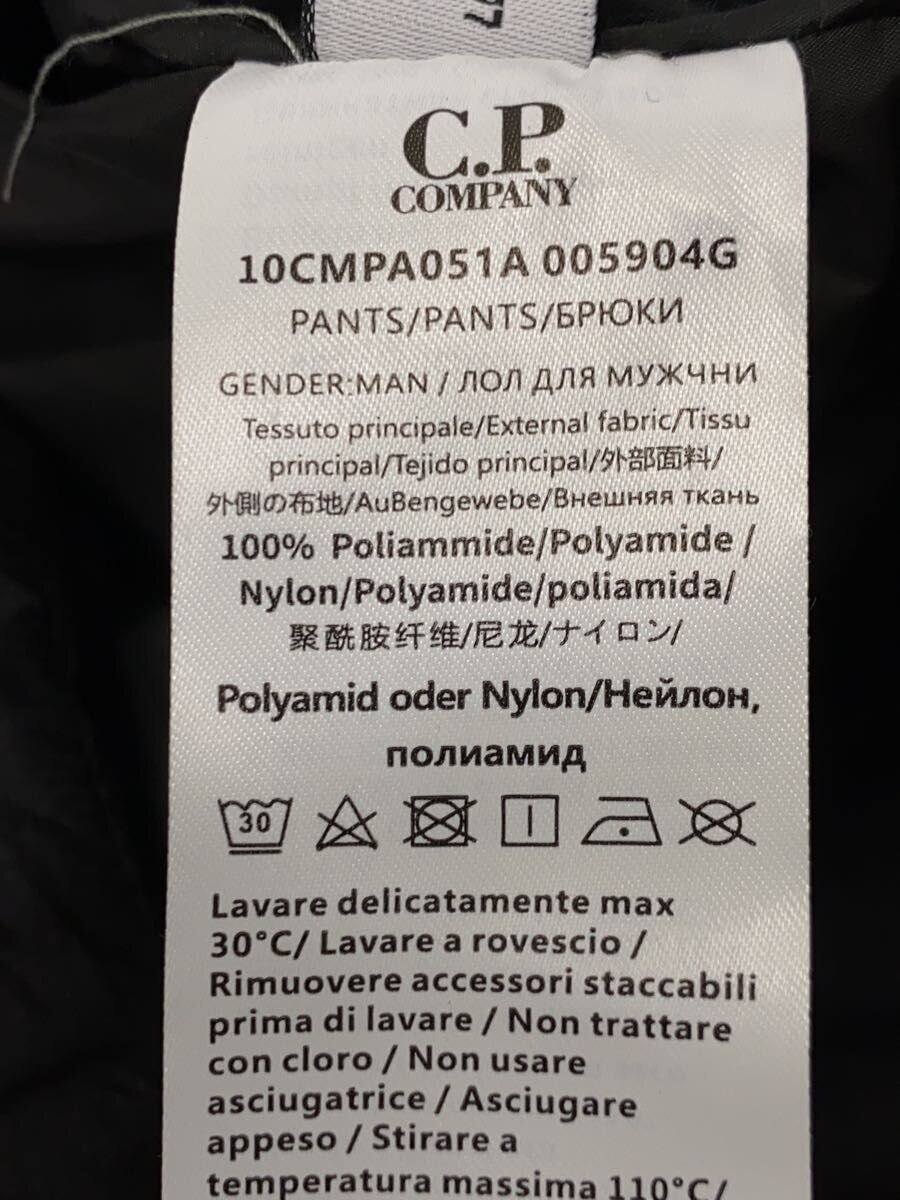 97
C.P.
COMPANY
10CMPA051A 005904G
PANTS/PANTS/БРЮКИ
GENDER:MAN / ЛОЛ ДЛЯ МУЖЧНИ
Tessuto principale/External fabric/Tissu
principal/Tejido principal/外部面料/
外側の布地/AuBengewebe/Внешняя ткань
100% Poliammide/Polyamide /
Nylon/Polyamide/poliamida/
聚酰胺纤维/尼龙/ナイロン/
Polyamid oder Nylon/Нейлон,
полиамид
30
Lavare delicatamente max
30°C/ Lavare a rovescio /
Rimuovere accessori staccabili
prima di lavare / Non trattare
con cloro / Non usare
asciugatrice / Asciugare
appeso / Stirare a
temperatura massima 110°C/